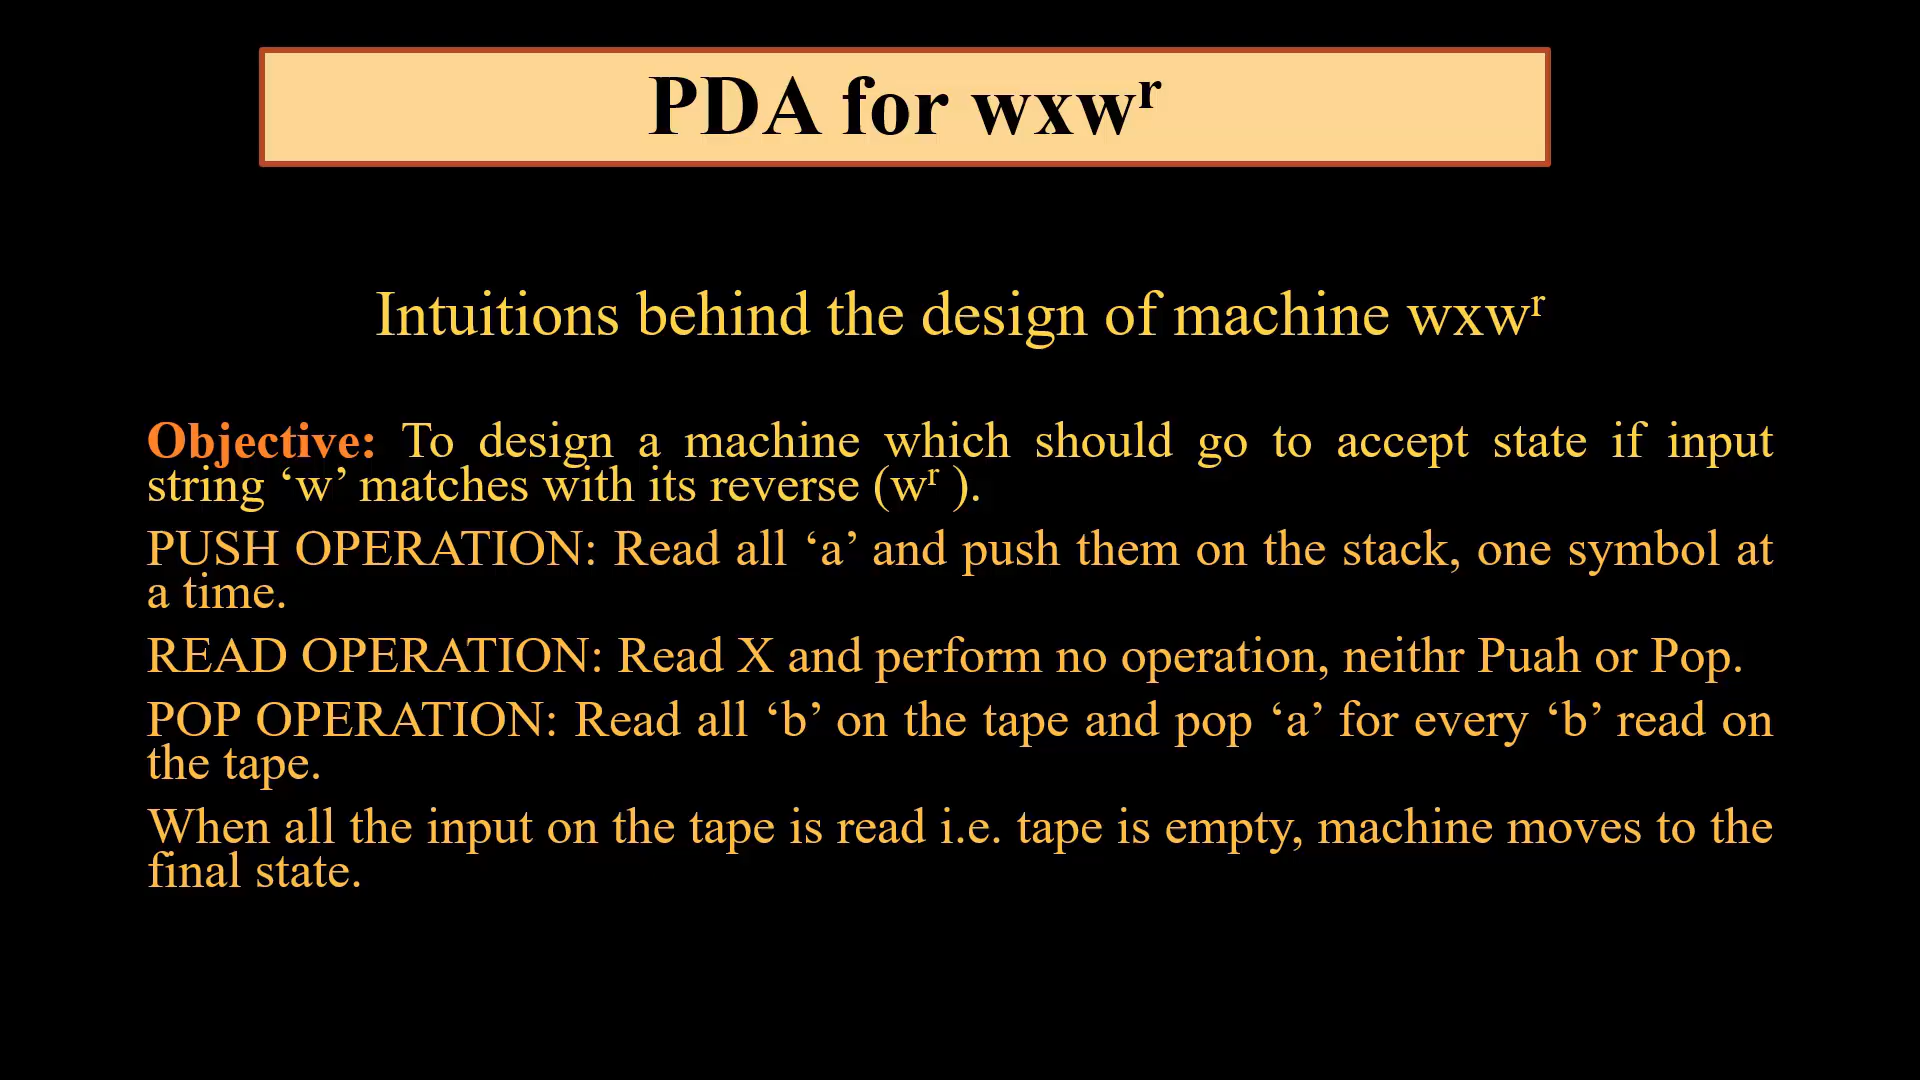 PDA for wxwʳ
Intuitions behind the design of machine wxwʳ
Objective: To design a machine which should go to accept state if input
string ‘w’ matches with its reverse (wʳ ).
PUSH OPERATION: Read all ‘a’ and push them on the stack, one symbol at
a time.
READ OPERATION: Read X and perform no operation, neithr Puah or Pop.
POP OPERATION: Read all ‘b’ on the tape and pop ‘a’ for every ‘b’ read on
the tape.
When all the input on the tape is read i.e. tape is empty, machine moves to the
final state.